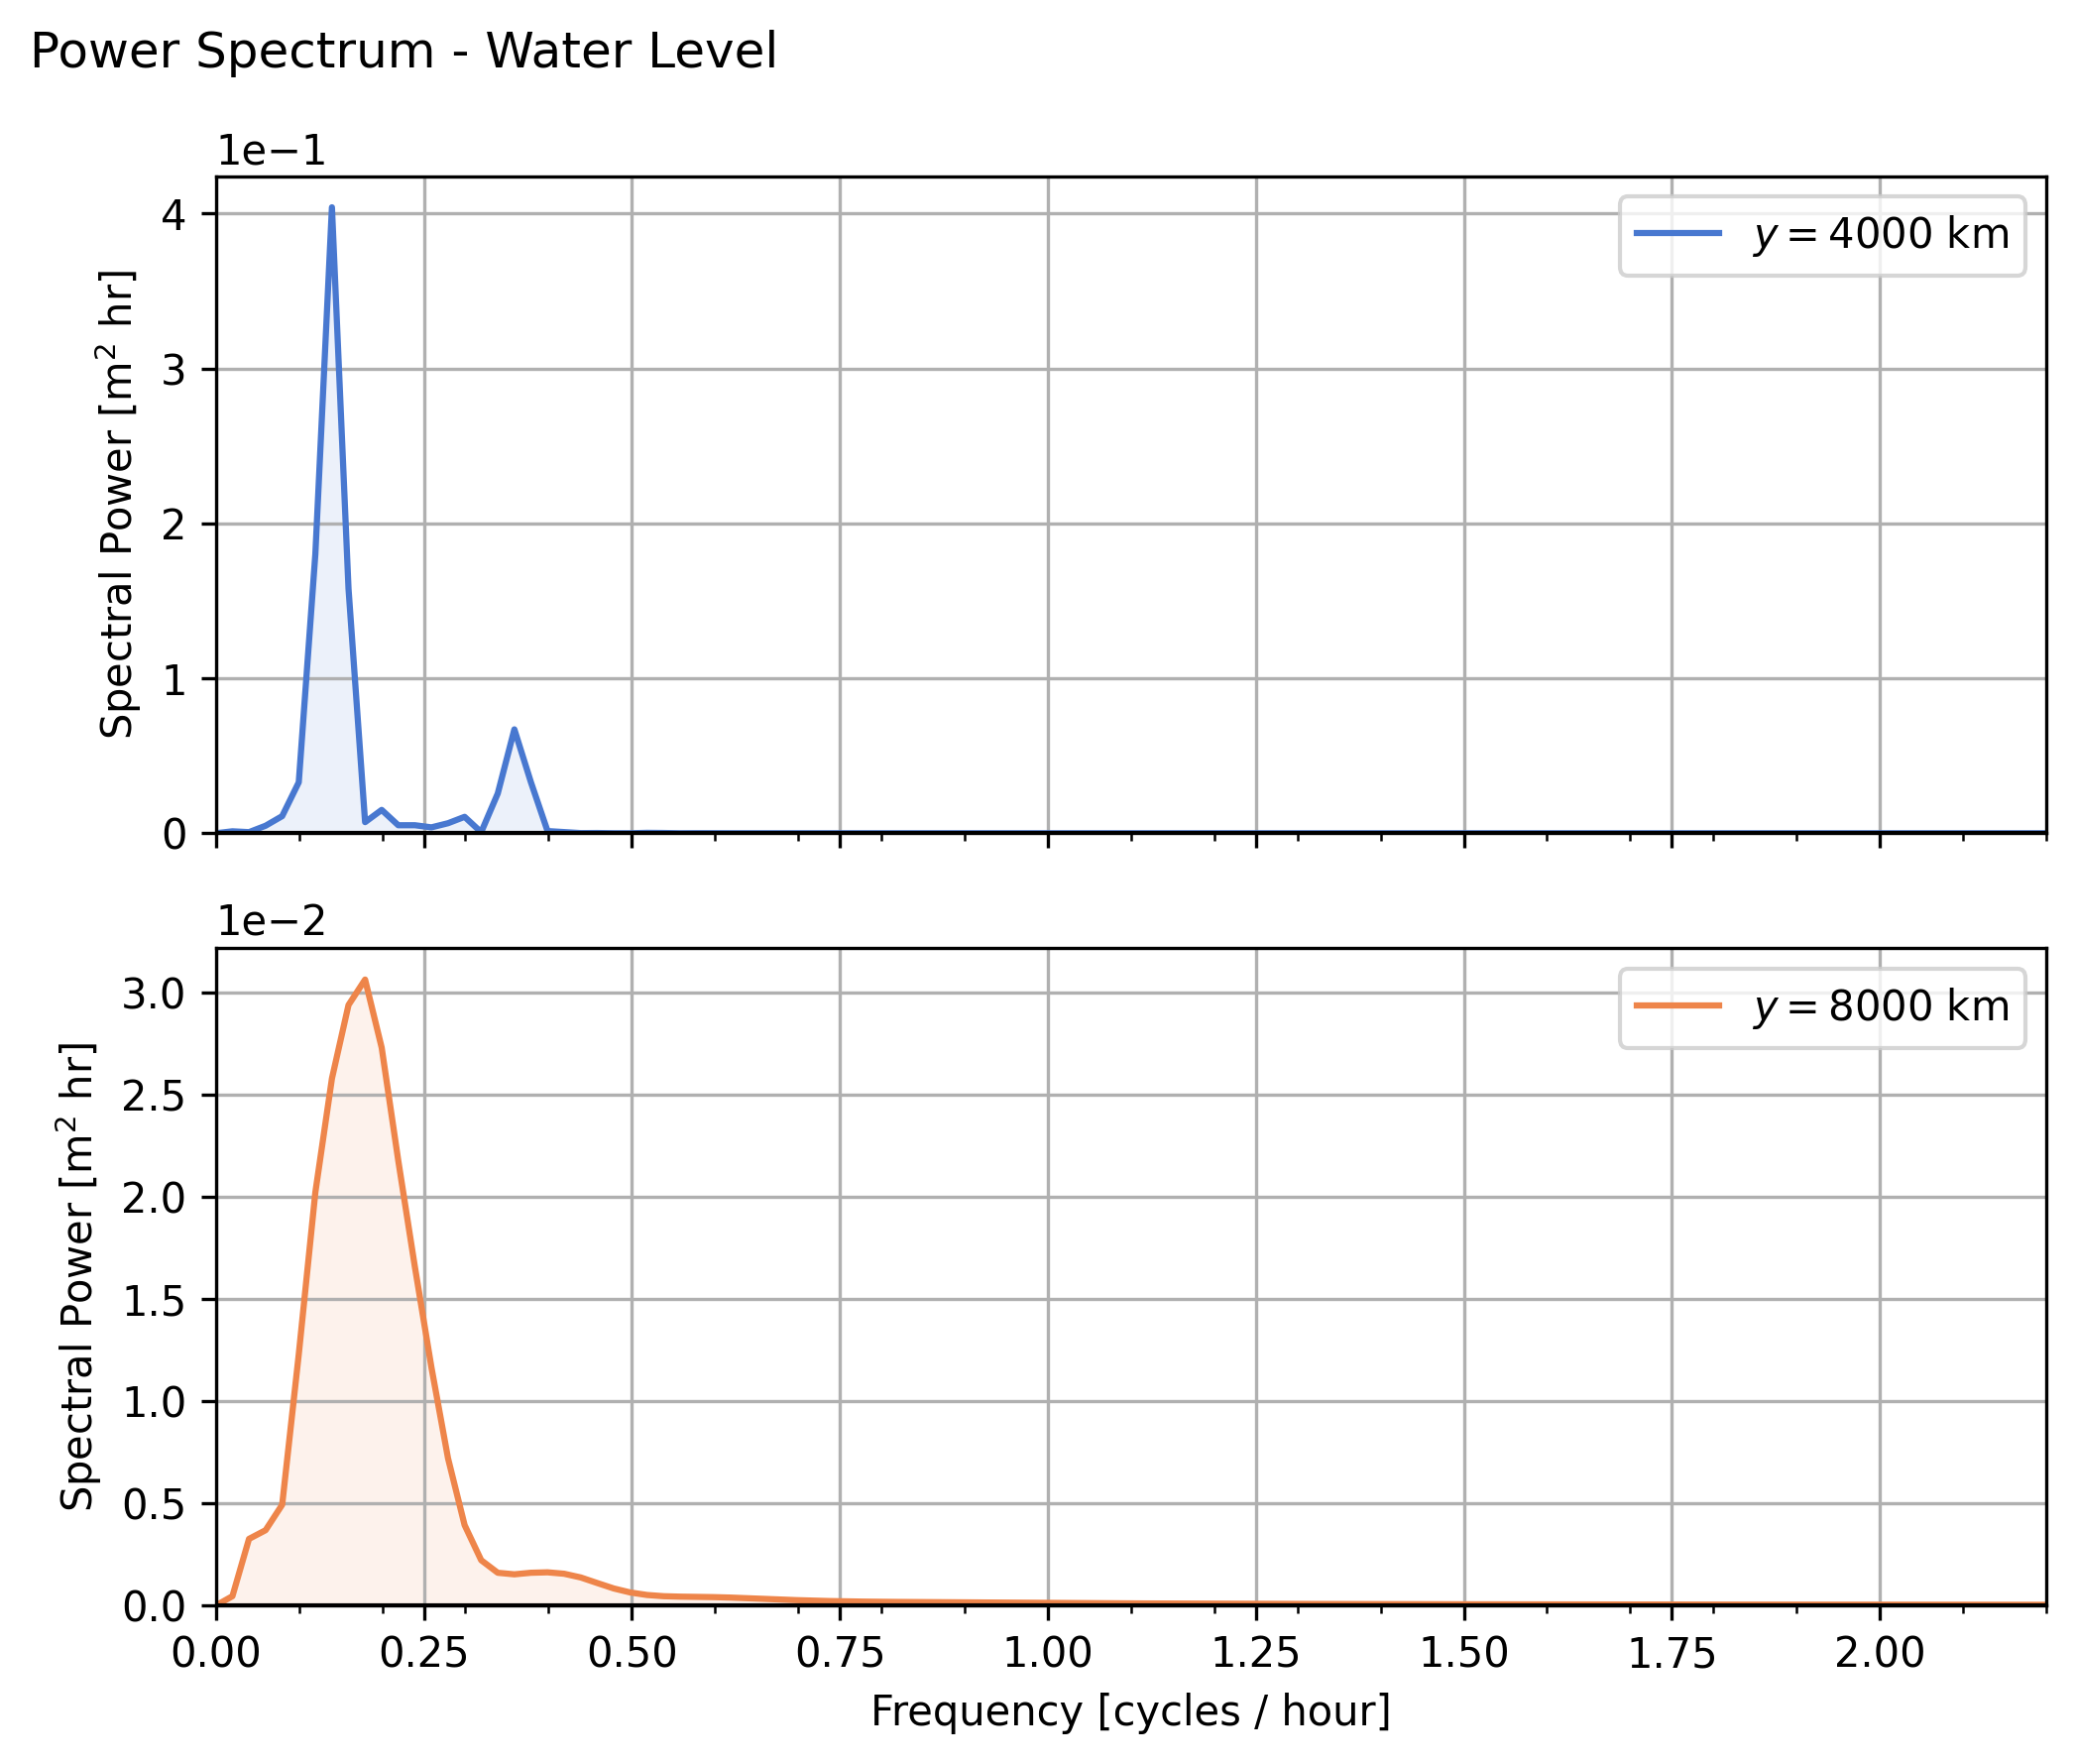 Power Spectrum - Water Level
1e−1
4
3
2
1
0
Spectral Power [m² hr]
y = 4000 km
1e−2
3.0
2.5
2.0
1.5
1.0
0.5
0.0
Spectral Power [m² hr]
y = 8000 km
0.00 0.25 0.50 0.75 1.00 1.25 1.50 1.75 2.00
Frequency [cycles / hour]